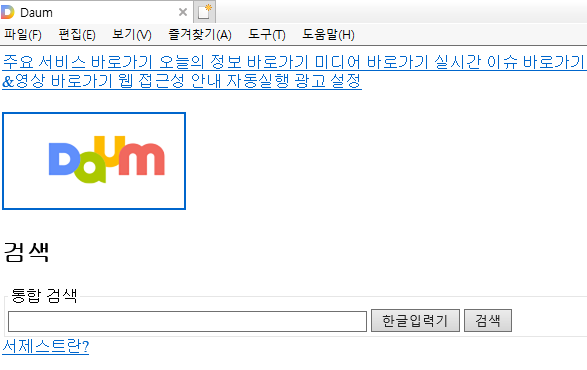 Daum
파일(F) 편집(E) 보기(V) 즐겨찾기(A) 도구(T) 도움말(H)
주요 서비스 바로가기 오늘의 정보 바로가기 미디어 바로가기 실시간 이슈 바로가기
&영상 바로가기 웹 접근성 안내 자동실행 광고 설정
Daum
검색
통합 검색
한글입력기 검색
서제스트란?